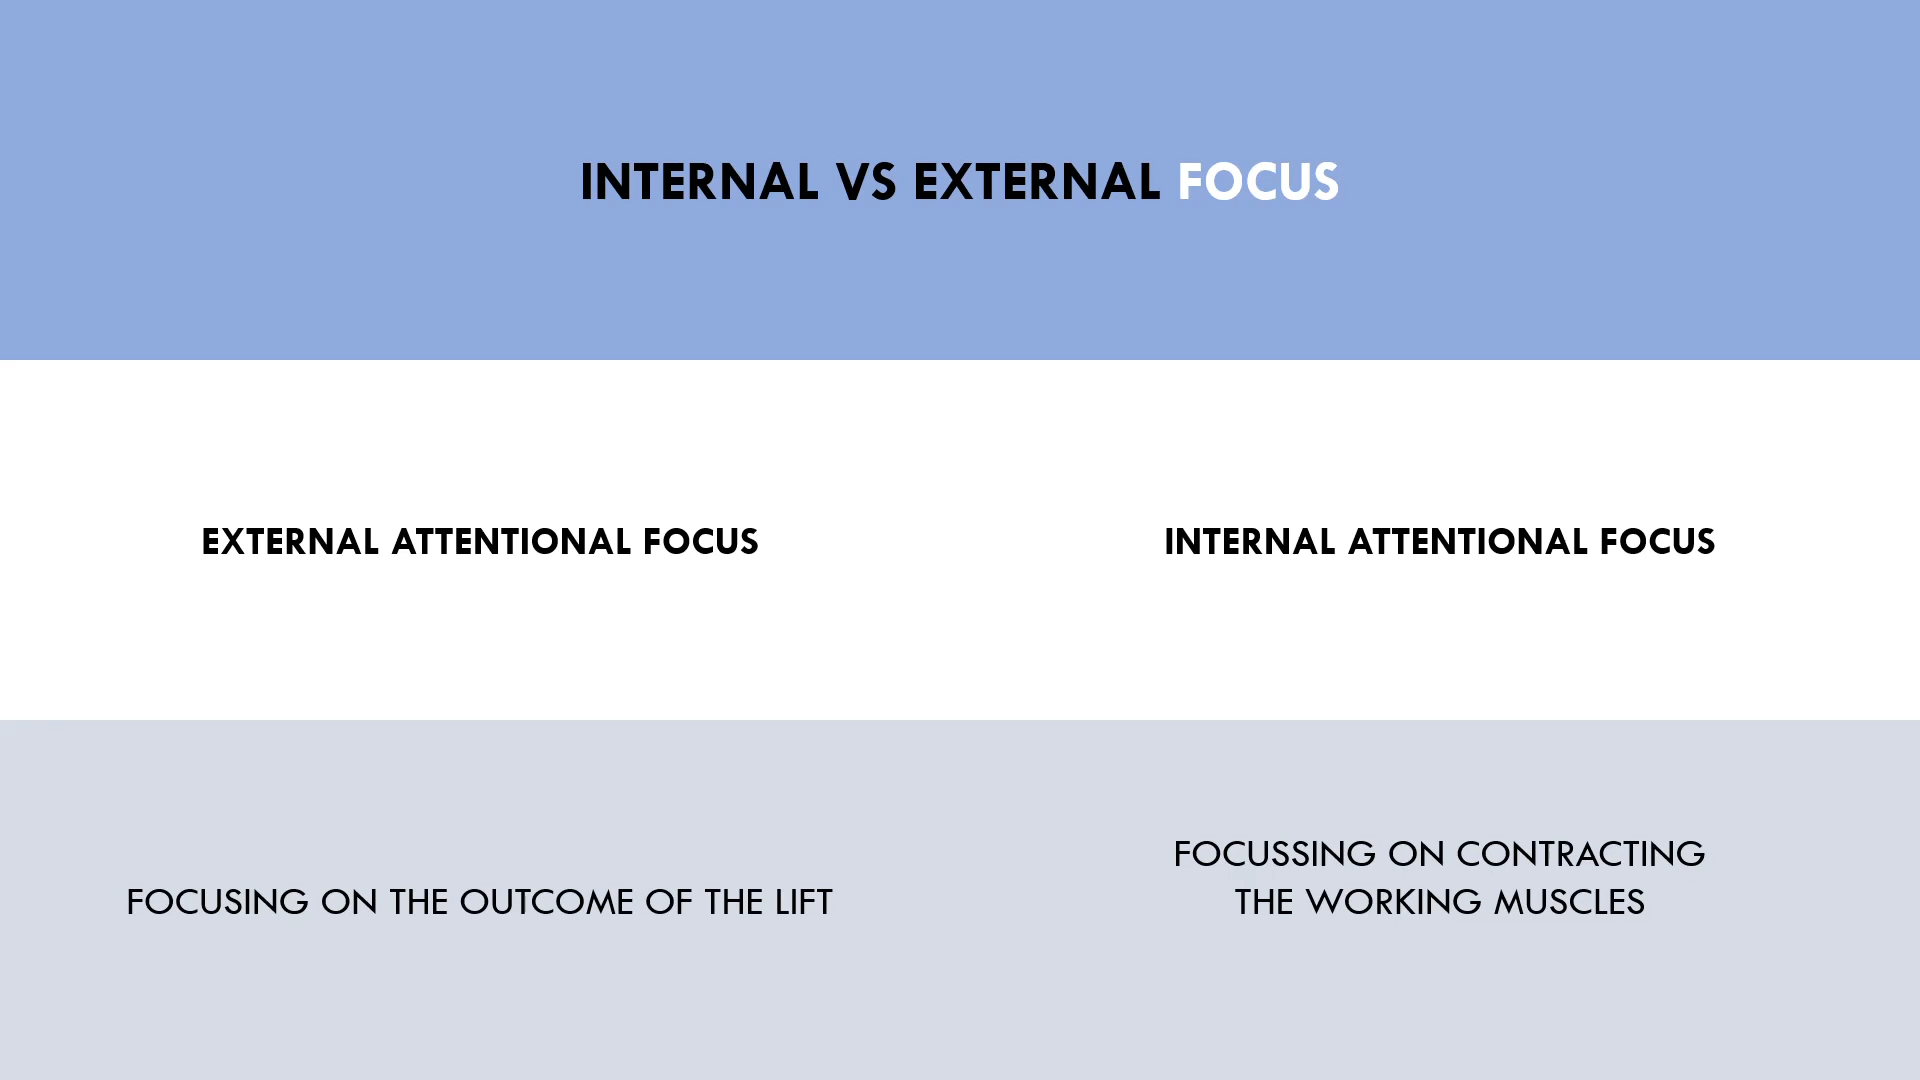 INTERNAL VS EXTERNAL FOCUS
EXTERNAL ATTENTIONAL FOCUS
INTERNAL ATTENTIONAL FOCUS
FOCUSING ON THE OUTCOME OF THE LIFT
FOCUSSING ON CONTRACTING
THE WORKING MUSCLES